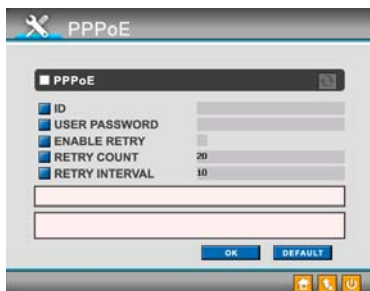 PPPoE
PPPoE
ID
USER PASSWORD
ENABLE RETRY
RETRY COUNT 20
RETRY INTERVAL 10
OK DEFAULT